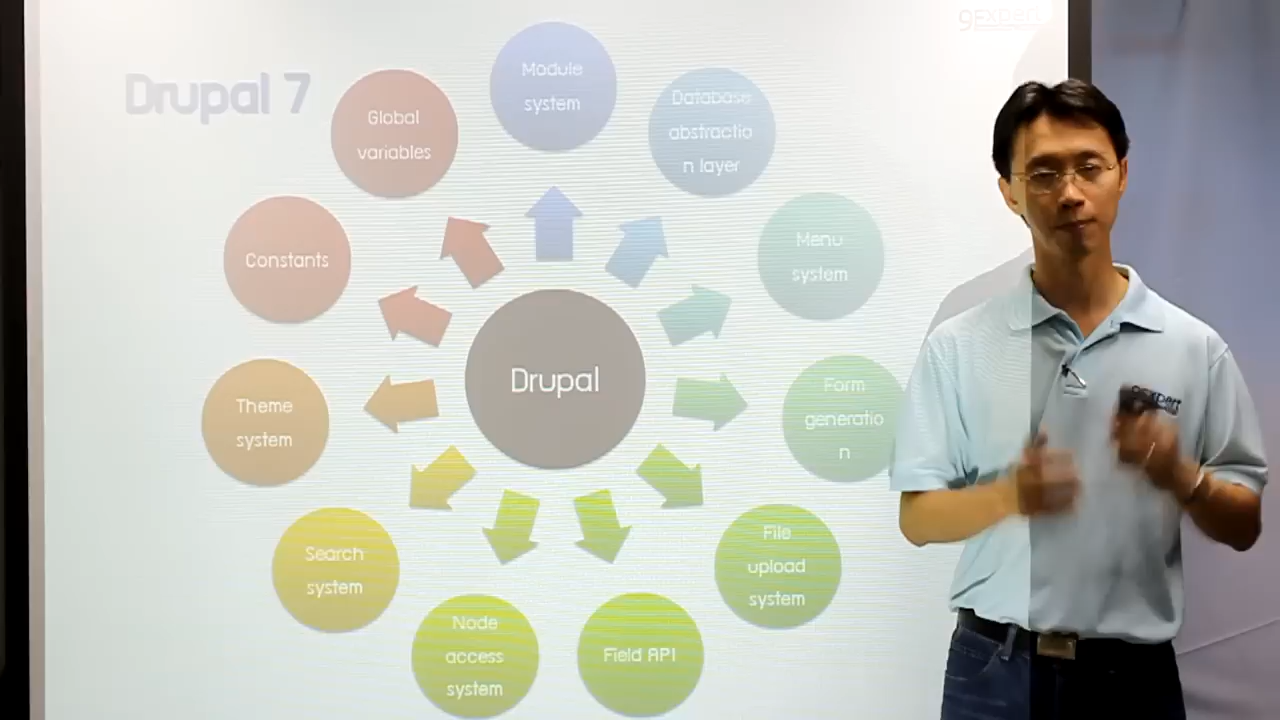 9Expert
Drupal 7
Module
system
Database
abstractio
n layer
Menu
system
Form
generatio
n
File
upload
system
Field API
Node
access
system
Search
system
Theme
system
Constants
Global
variables
Drupal
9Expert